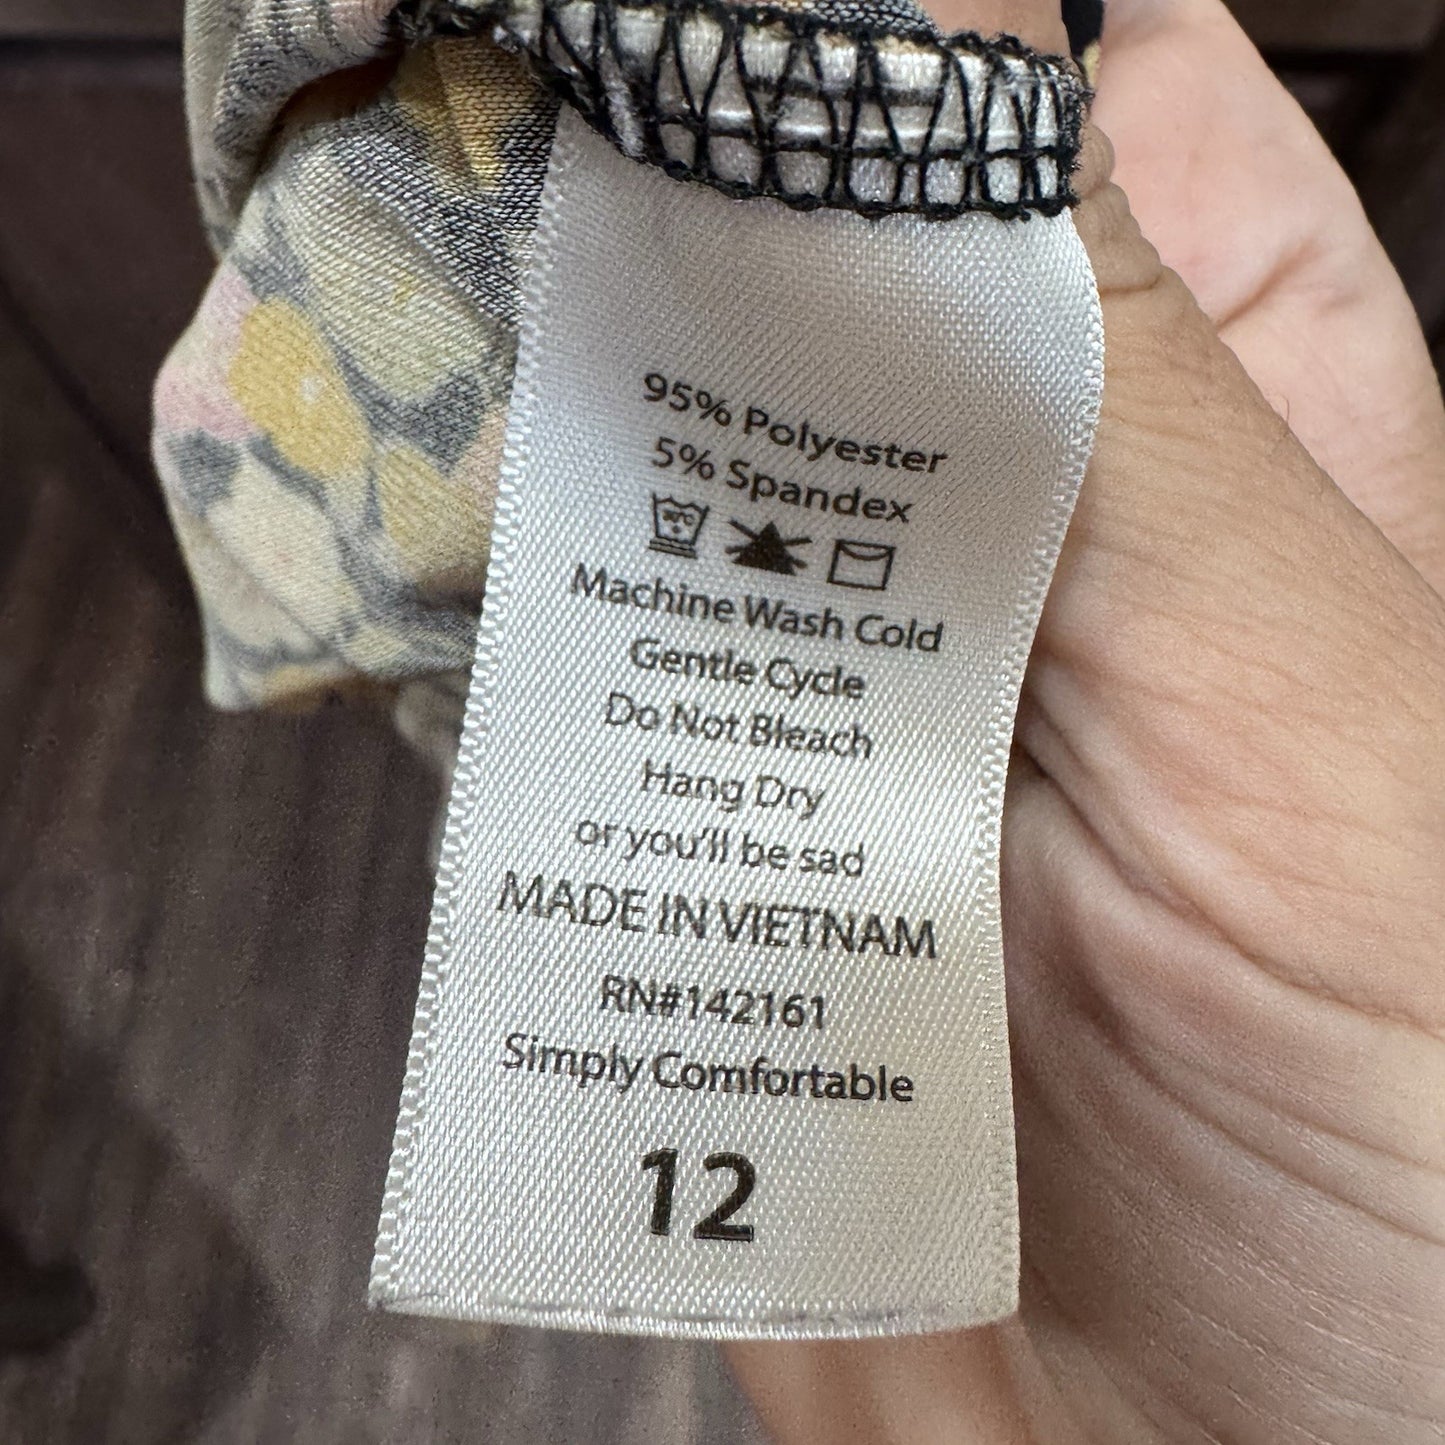 95% Polyester
5% Spandex
Machine Wash Cold
Gentle Cycle
Do Not Bleach
Hang Dry
or you'll be sad
MADE IN VIETNAM
RN#142161
Simply Comfortable
12